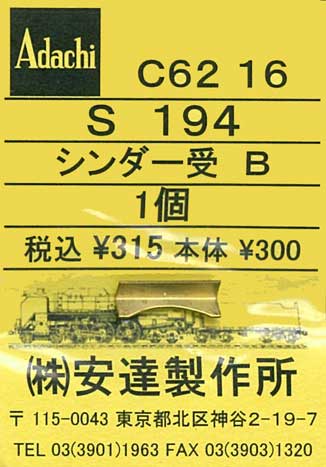 Adachi
C62 16
S 194
シンダー受 B
1個
税込 ¥315 本体 ¥300
㈱安達製作所
〒 115-0043 東京都北区神谷2-19-7
TEL 03(3901)1963 FAX 03(3903)1320